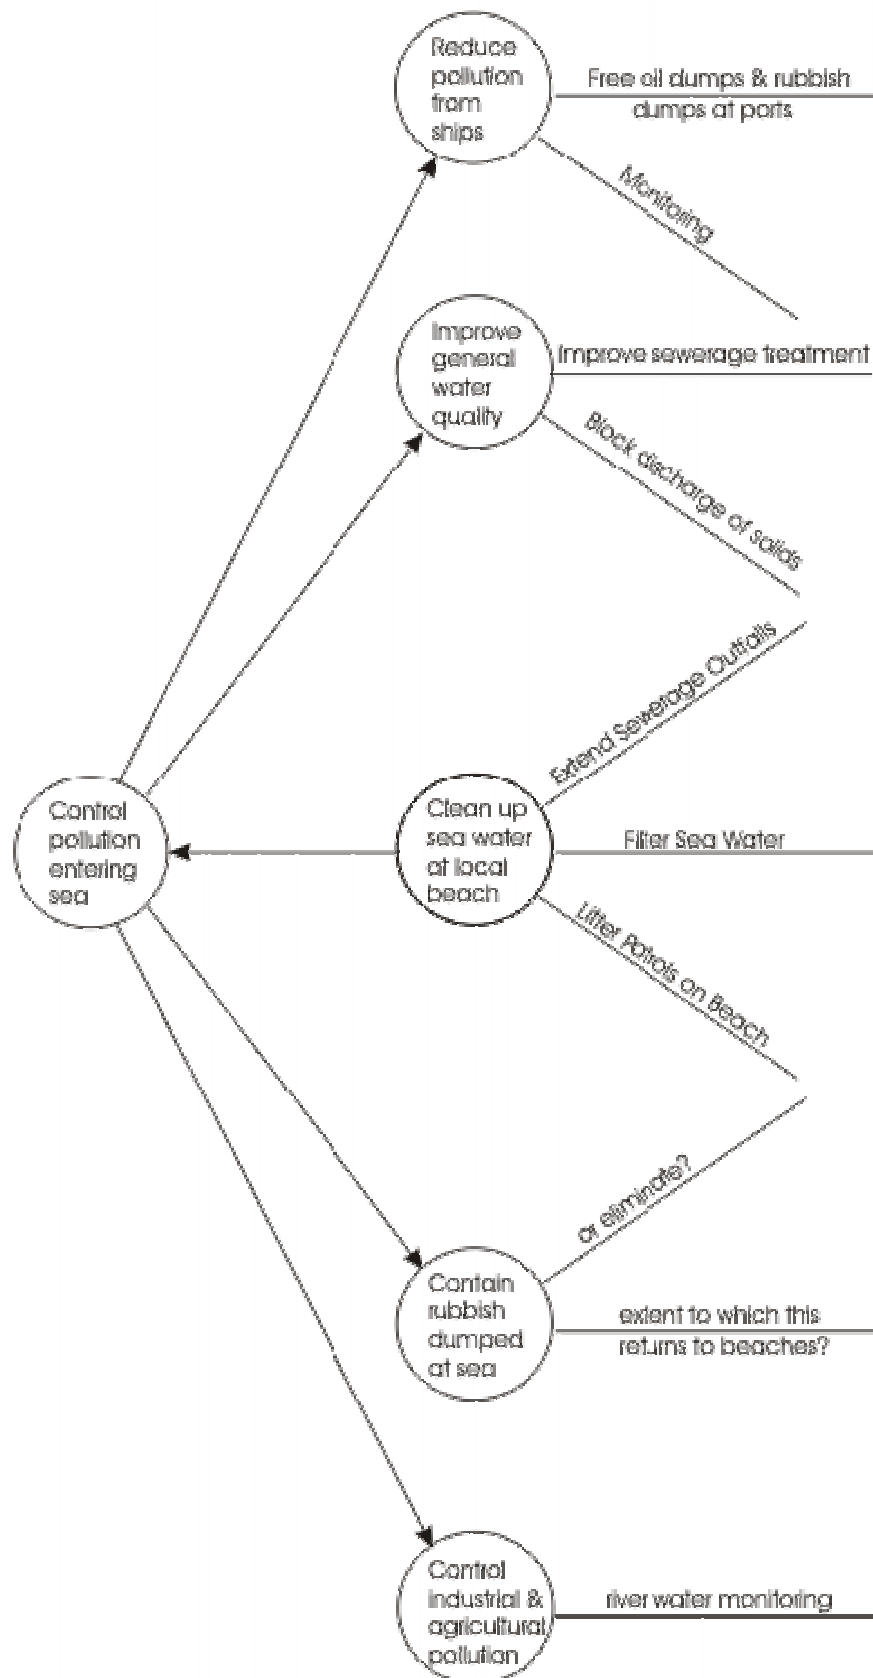 Reduce
pollution
from
ships
Free oil dumps & rubbish
dumps at ports
Monitoring
Improve
general
water
quality
Improve sewerage treatment
Block discharge of solids
Extend Sewerage Outfalls
Control
pollution
entering
sea
Clean up
sea water
at local
beach
Filter Sea Water
Litter Patrols on Beach
or eliminate?
Contain
rubbish
dumped
at sea
extent to which this
returns to beaches?
Control
industrial &
agricultural
pollution
river water monitoring